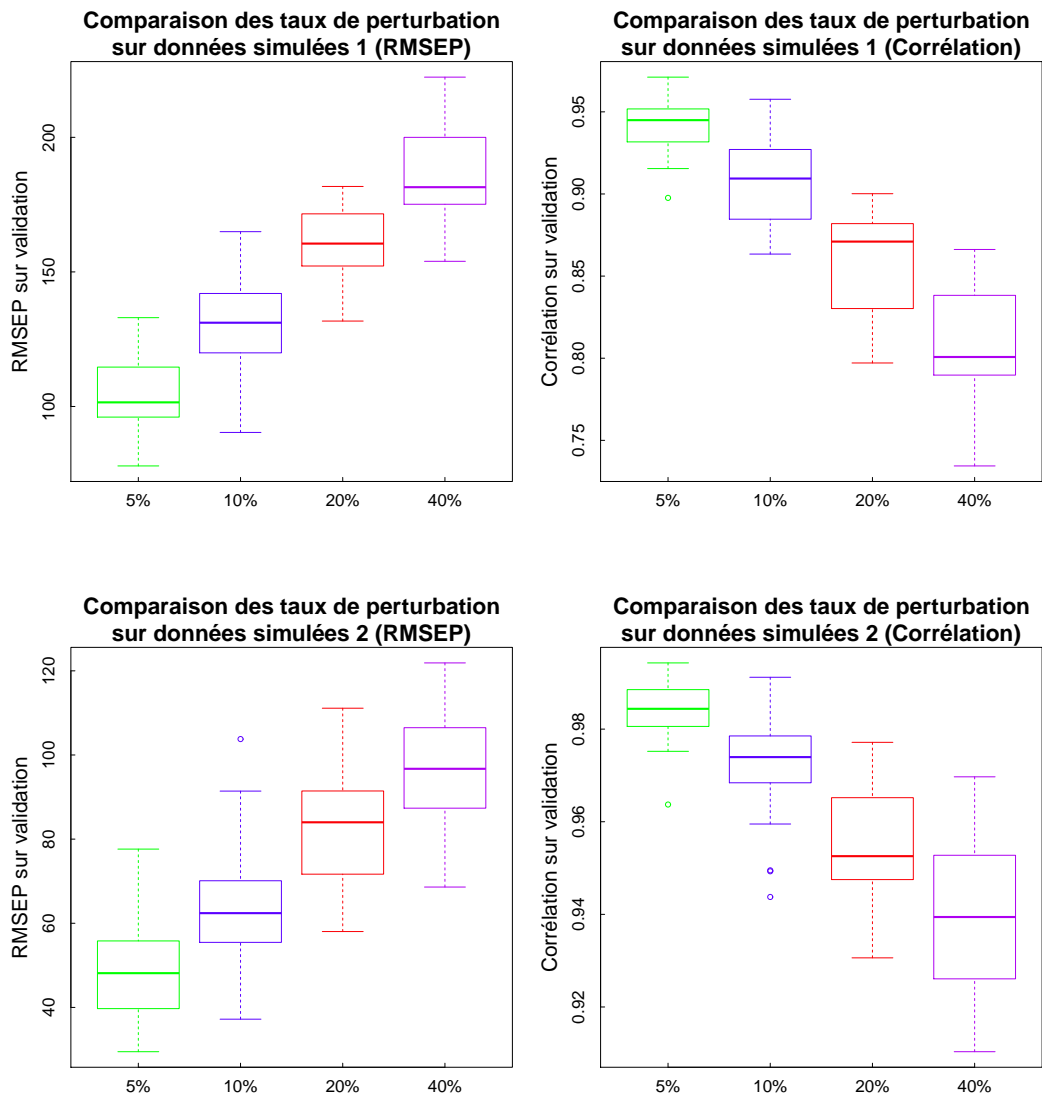 Comparaison des taux de perturbation
sur données simulées 1 (RMSEP)
RMSEP sur validation
200
150
100
5% 10% 20% 40%
Comparaison des taux de perturbation
sur données simulées 1 (Corrélation)
Corrélation sur validation
0.95
0.90
0.85
0.80
0.75
5% 10% 20% 40%
Comparaison des taux de perturbation
sur données simulées 2 (RMSEP)
RMSEP sur validation
120
100
80
60
40
5% 10% 20% 40%
Comparaison des taux de perturbation
sur données simulées 2 (Corrélation)
Corrélation sur validation
0.98
0.96
0.94
0.92
5% 10% 20% 40%